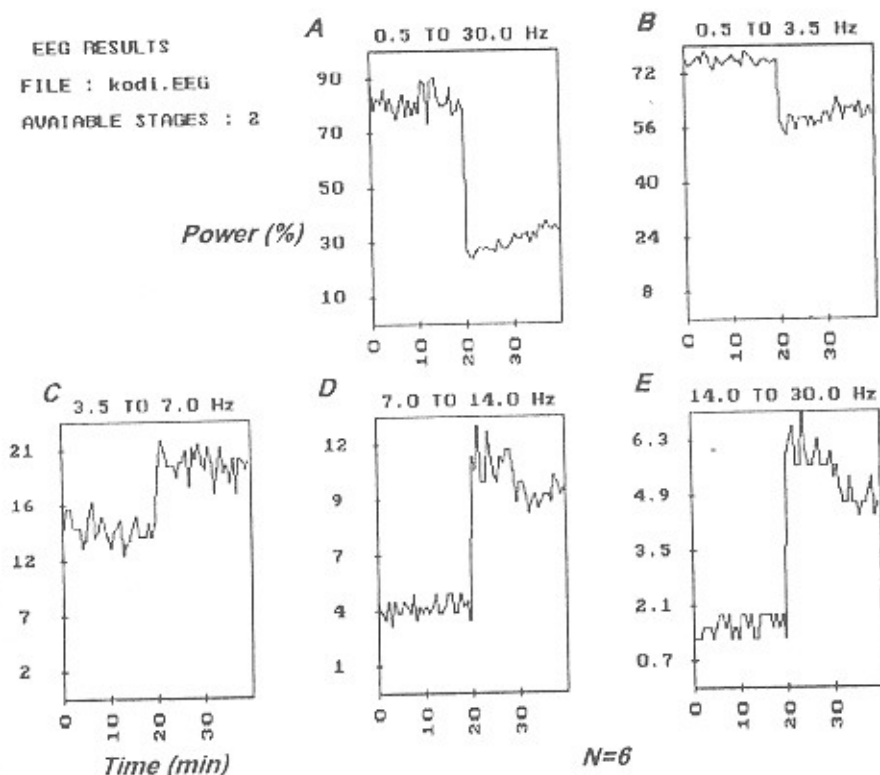 EEG RESULTS
FILE : kodi.EEG
AVAIABLE STAGES : 2
A
0.5 TO 30.0 Hz
90
80
50
30
10
Power (%)
0
10
20
30
B
0.5 TO 3.5 Hz
72
56
40
24
8
0
10
20
30
C
3.5 TO 7.0 Hz
21
16
12
7
2
0
10
20
30
Time (min)
D
7.0 TO 14.0 Hz
12
9
7
4
1
0
10
20
30
E
14.0 TO 30.0 Hz
6.3
4.9
3.5
2.1
0.7
0
10
20
30
N=6